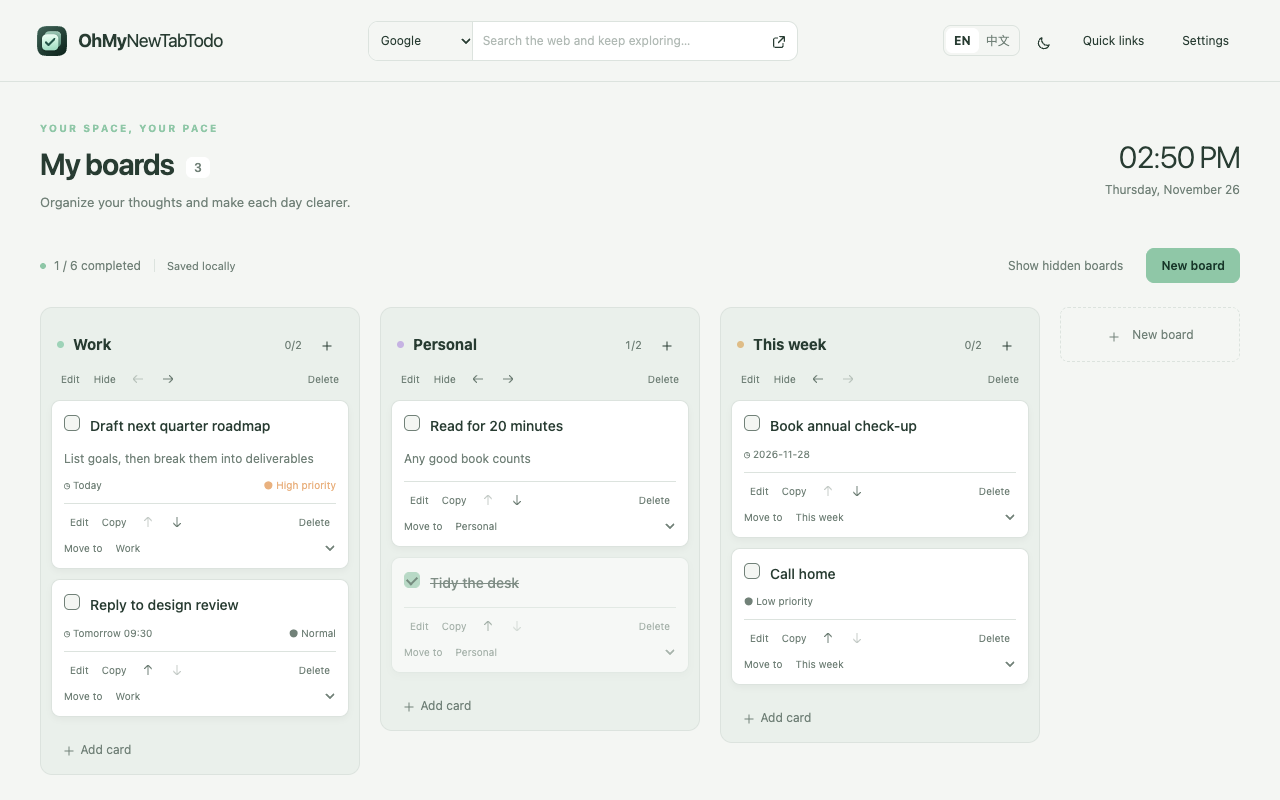 OhMyNewTabTodo
Google
Search the web and keep exploring...
EN 中文
Quick links
Settings
YOUR SPACE, YOUR PACE
My boards 3
Organize your thoughts and make each day clearer.
02:50 PM
Thursday, November 26
1 / 6 completed
Saved locally
Show hidden boards
New board
Work 0/2 +
Edit Hide ← → Delete
Draft next quarter roadmap
List goals, then break them into deliverables
Today High priority
Edit Copy ↑ ↓ Delete
Move to Work
Reply to design review
Tomorrow 09:30 Normal
Edit Copy ↑ ↓ Delete
Move to Work
+ Add card
Personal 1/2 +
Edit Hide ← → Delete
Read for 20 minutes
Any good book counts
Edit Copy ↑ ↓ Delete
Move to Personal
Tidy the desk
Edit Copy ↑ ↓ Delete
Move to Personal
+ Add card
This week 0/2 +
Edit Hide ← → Delete
Book annual check-up
2026-11-28
Edit Copy ↑ ↓ Delete
Move to This week
Call home
Low priority
Edit Copy ↑ ↓ Delete
Move to This week
+ Add card
+ New board